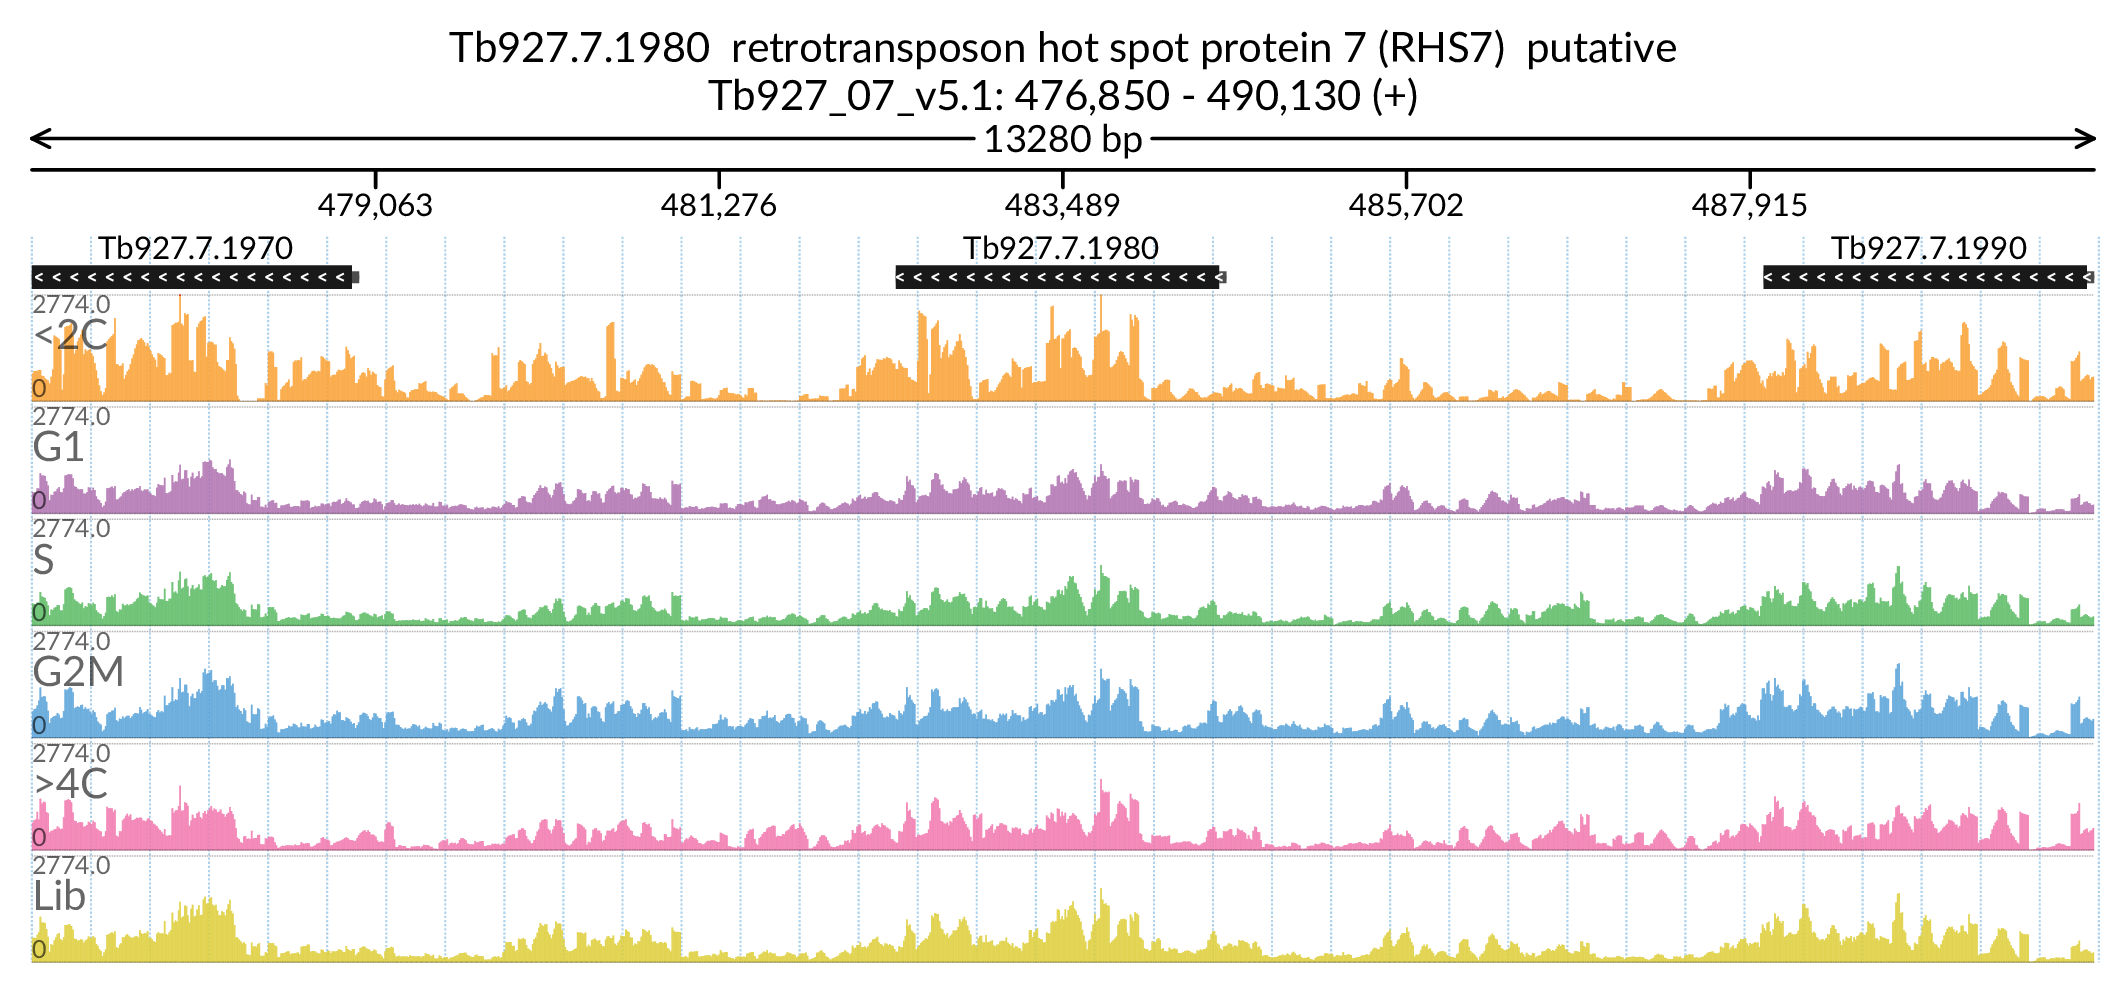 Tb927.7.1980  retrotransposon hot spot protein 7 (RHS7)  putative
Tb927_07_v5.1: 476,850 - 490,130 (+)
13280 bp
479,063 481,276 483,489 485,702 487,915
Tb927.7.1970 Tb927.7.1980 Tb927.7.1990
2774.0
<2C
0
2774.0
G1
0
2774.0
S
0
2774.0
G2M
0
2774.0
>4C
0
2774.0
Lib
0